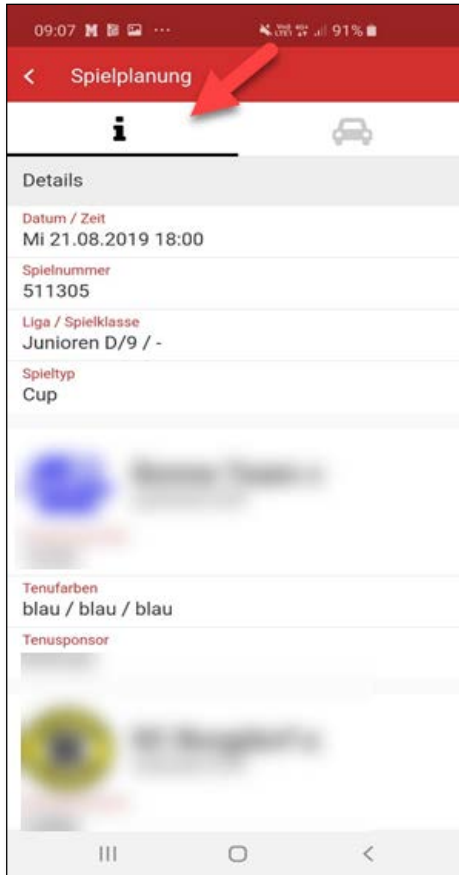 09:07 M ... 91%
< Spielplanung
i
Details
Datum / Zeit
Mi 21.08.2019 18:00
Spielnummer
511305
Liga / Spielklasse
Junioren D/9 / -
Spieltyp
Cup
Tenufarben
blau / blau / blau
Tenusponsor